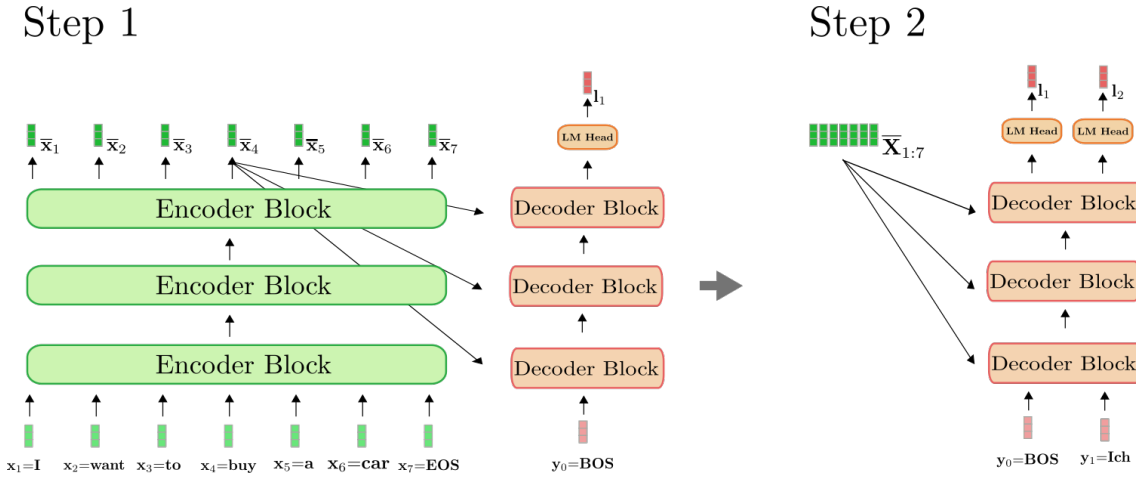 Step 1
Step 2
l₁
l₁
l₂
LM Head
LM Head
LM Head
x̅₁
x̅₂
x̅₃
x̅₄
x̅₅
x̅₆
x̅₇
X̅₁:₇
Encoder Block
Decoder Block
Decoder Block
Encoder Block
Decoder Block
Decoder Block
Encoder Block
Decoder Block
Decoder Block
x₁=I
x₂=want
x₃=to
x₄=buy
x₅=a
x₆=car
x₇=EOS
y₀=BOS
y₀=BOS
y₁=Ich